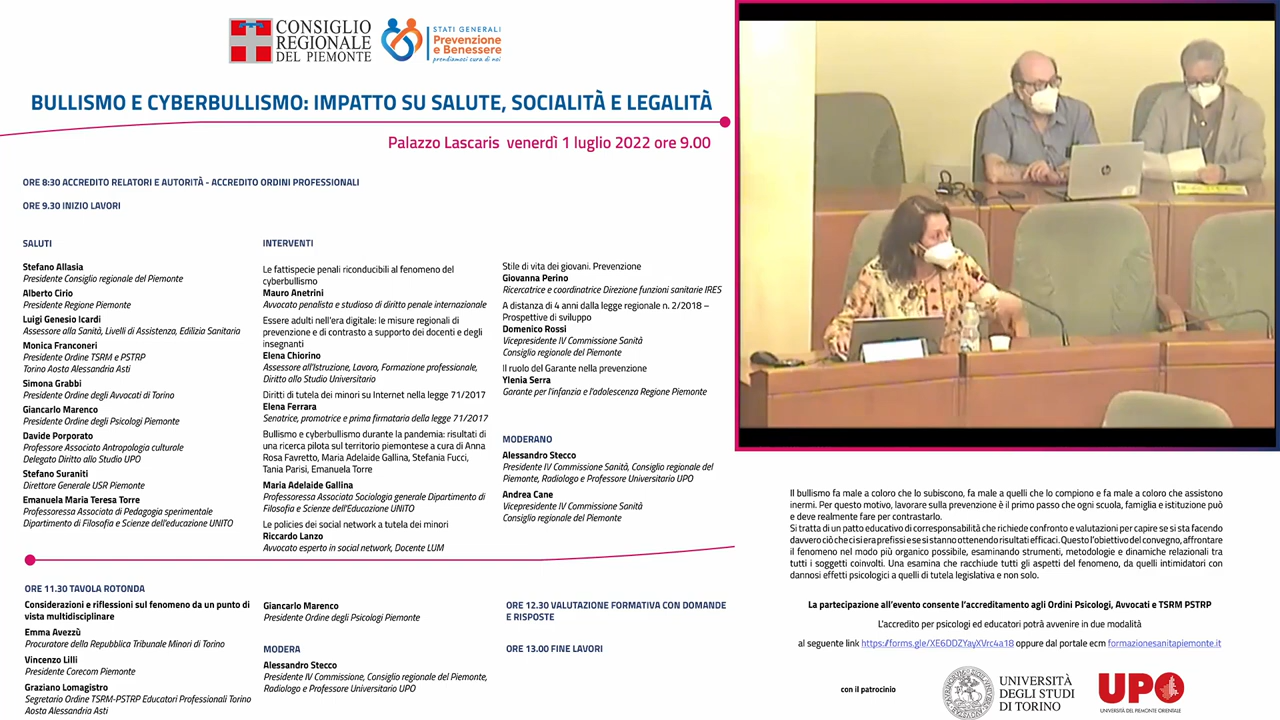 CONSIGLIO
REGIONALE
DEL PIEMONTE
STATI GENERALI
Prevenzione
e Benessere
prendiamoci cura di noi
BULLISMO E CYBERBULLISMO: IMPATTO SU SALUTE, SOCIALITÀ E LEGALITÀ
Palazzo Lascaris venerdì 1 luglio 2022 ore 9.00
ORE 8:30 ACCREDITO RELATORI E AUTORITÀ - ACCREDITO ORDINI PROFESSIONALI
ORE 9.30 INIZIO LAVORI
SALUTI
Stefano Allasia
Presidente Consiglio regionale del Piemonte
Alberto Cirio
Presidente Regione Piemonte
Luigi Genesio Icardi
Assessore alla Sanità, Livelli di Assistenza, Edilizia Sanitaria
Monica Franconeri
Presidente Ordine TSRM e PSTRP
Torino Aosta Alessandria Asti
Simona Grabbi
Presidente Ordine degli Avvocati di Torino
Giancarlo Marenco
Presidente Ordine degli Psicologi Piemonte
Davide Porporato
Professore Associato Antropologia culturale
Delegato Diritto allo Studio UPO
Stefano Suraniti
Direttore Generale USR Piemonte
Emanuela Maria Teresa Torre
Professoressa Associata di Pedagogia sperimentale
Dipartimento di Filosofia e Scienze dell'educazione UNITO
INTERVENTI
Le fattispecie penali riconducibili al fenomeno del
cyberbullismo
Mauro Anetrini
Avvocato penalista e studioso di diritto penale internazionale
Essere adulti nell'era digitale: le misure regionali di
prevenzione e di contrasto a supporto dei docenti e degli
insegnanti
Elena Chiorino
Assessore all'Istruzione, Lavoro, Formazione professionale,
Diritto allo Studio Universitario
Diritti di tutela dei minori su Internet nella legge 71/2017
Elena Ferrara
Senatrice, promotrice e prima firmataria della legge 71/2017
Bullismo e cyberbullismo durante la pandemia: risultati di
una ricerca pilota sul territorio piemontese a cura di Anna
Rosa Favretto, Maria Adelaide Gallina, Stefania Fucci,
Tania Parisi, Emanuela Torre
Maria Adelaide Gallina
Professoressa Associata Sociologia generale Dipartimento di
Filosofia e Scienze dell'Educazione UNITO
Le policies dei social network a tutela dei minori
Riccardo Lanzo
Avvocato esperto in social network, Docente LUM
Stile di vita dei giovani. Prevenzione
Giovanna Perino
Ricercatrice e coordinatrice Direzione funzioni sanitarie IRES
A distanza di 4 anni dalla legge regionale n. 2/2018 –
Prospettive di sviluppo
Domenico Rossi
Vicepresidente IV Commissione Sanità
Consiglio regionale del Piemonte
Il ruolo del Garante nella prevenzione
Ylenia Serra
Garante per l'infanzia e l'adolescenza Regione Piemonte
MODERANO
Alessandro Stecco
Presidente IV Commissione Sanità, Consiglio regionale del
Piemonte, Radiologo e Professore Universitario UPO
Andrea Cane
Vicepresidente IV Commissione Sanità
Consiglio regionale del Piemonte
ORE 11.30 TAVOLA ROTONDA
Considerazioni e riflessioni sul fenomeno da un punto di
vista multidisciplinare
Emma Avezzù
Procuratore della Repubblica Tribunale Minori di Torino
Vincenzo Lilli
Presidente Corecom Piemonte
Graziano Lomagistro
Segretario Ordine TSRM-PSTRP Educatori Professionali Torino
Aosta Alessandria Asti
Giancarlo Marenco
Presidente Ordine degli Psicologi Piemonte
MODERA
Alessandro Stecco
Presidente IV Commissione, Consiglio regionale del Piemonte,
Radiologo e Professore Universitario UPO
ORE 12.30 VALUTAZIONE FORMATIVA CON DOMANDE
E RISPOSTE
ORE 13.00 FINE LAVORI
hp
Il bullismo fa male a coloro che lo subiscono, fa male a quelli che lo compiono e fa male a coloro che assistono
inermi. Per questo motivo, lavorare sulla prevenzione è il primo passo che ogni scuola, famiglia e istituzione può
e deve realmente fare per contrastarlo.
Si tratta di un patto educativo di corresponsabilità che richiede confronto e valutazioni per capire se si sta facendo
davvero ciò che ci si era prefissi e se si stanno ottenendo risultati efficaci. Questo l'obiettivo del convegno, affrontare
il fenomeno nel modo più organico possibile, esaminando strumenti, metodologie e dinamiche relazionali tra
tutti i soggetti coinvolti. Una esamina che racchiude tutti gli aspetti del fenomeno, da quelli intimidatori con
dannosi effetti psicologici a quelli di tutela legislativa e non solo.
La partecipazione all'evento consente l'accreditamento agli Ordini Psicologi, Avvocati e TSRM PSTRP
L'accredito per psicologi ed educatori potrà avvenire in due modalità
al seguente link https://forms.gle/XE6DDZYayXVrc4a18 oppure dal portale ecm formazionesanitapiemonte.it
con il patrocinio
UNIVERSITÀ
DEGLI STUDI
DI TORINO
UPO
UNIVERSITÀ DEL PIEMONTE ORIENTALE